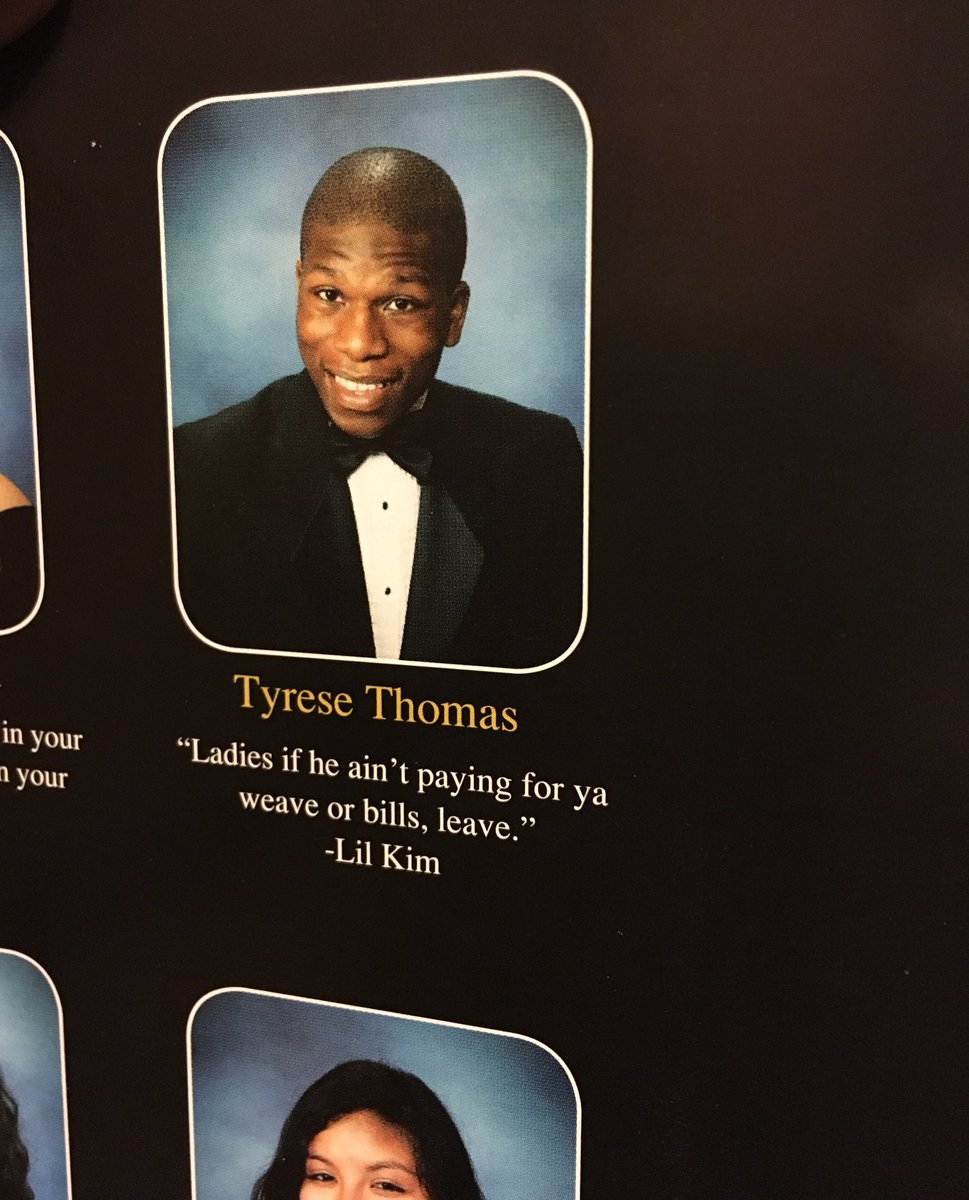 in your
your
Tyrese Thomas
“Ladies if he ain’t paying for ya
weave or bills, leave.”
-Lil Kim